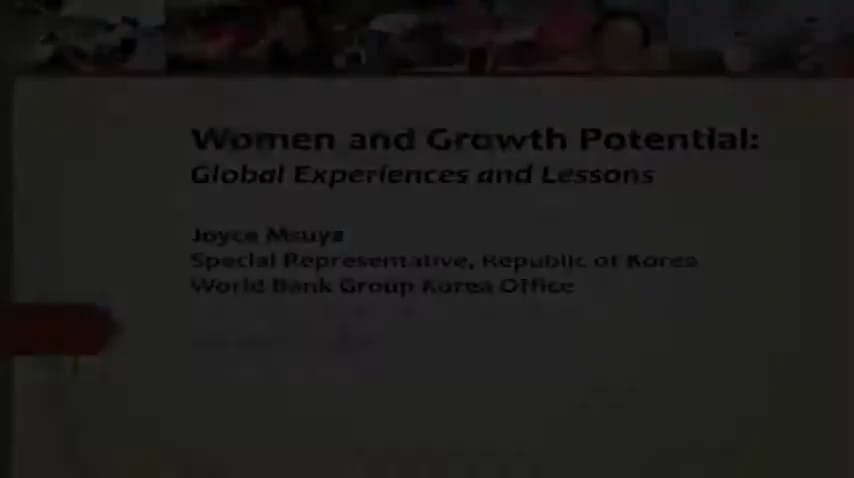 Women and Growth Potential:
Global Experiences and Lessons
Joyce Msuya
Special Representative, Republic of Korea
World Bank Group Korea Office